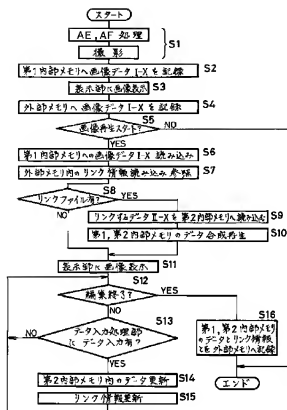 スタート
AE,AF処理
撮影
S1
第1内部メモリへ画像データI-Xを記録
S2
表示部に画像表示
S3
外部メモリへ画像データI-Xを記録
S4
S5
画像再生スタート?
NO
YES
第1内部メモリへの画像データI-X読み込み
S6
外部メモリ内のリンク情報読み込み参照
S7
S8
リンクファイル有?
YES
NO
リンクするデータII-Xを第2内部メモリへ読み込む
S9
第1,第2内部メモリのデータ合成再生
S10
表示部に画像表示
S11
S12
編集終了?
YES
NO
S13
データ入力処理部にデータ入力有?
NO
YES
第2内部メモリ内のデータ更新
S14
リンク情報更新
S15
S16
第1,第2内部メモリ
のデータとリンク情報
とを外部メモリへ記録
エンド